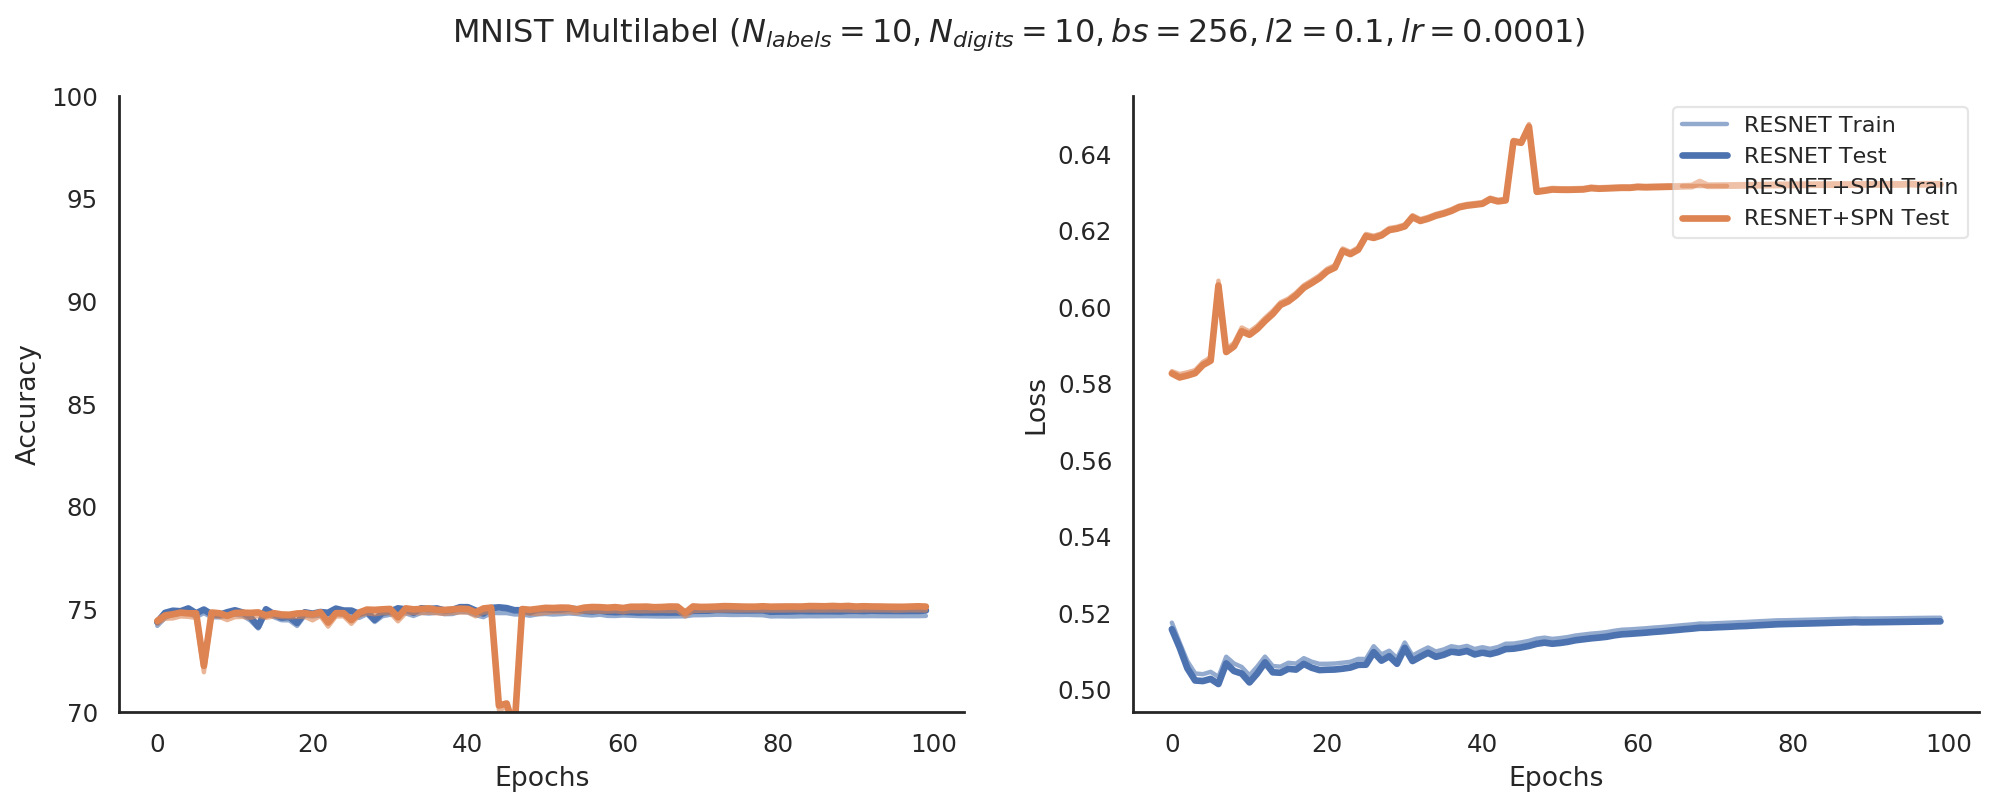 MNIST Multilabel (N_labels = 10, N_digits = 10, bs = 256, l2 = 0.1, lr = 0.0001)
100
95
90
85
80
75
70
Accuracy
0 20 40 60 80 100
Epochs
0.64
0.62
0.60
0.58
0.56
0.54
0.52
0.50
Loss
RESNET Train
RESNET Test
RESNET+SPN Train
RESNET+SPN Test
0 20 40 60 80 100
Epochs